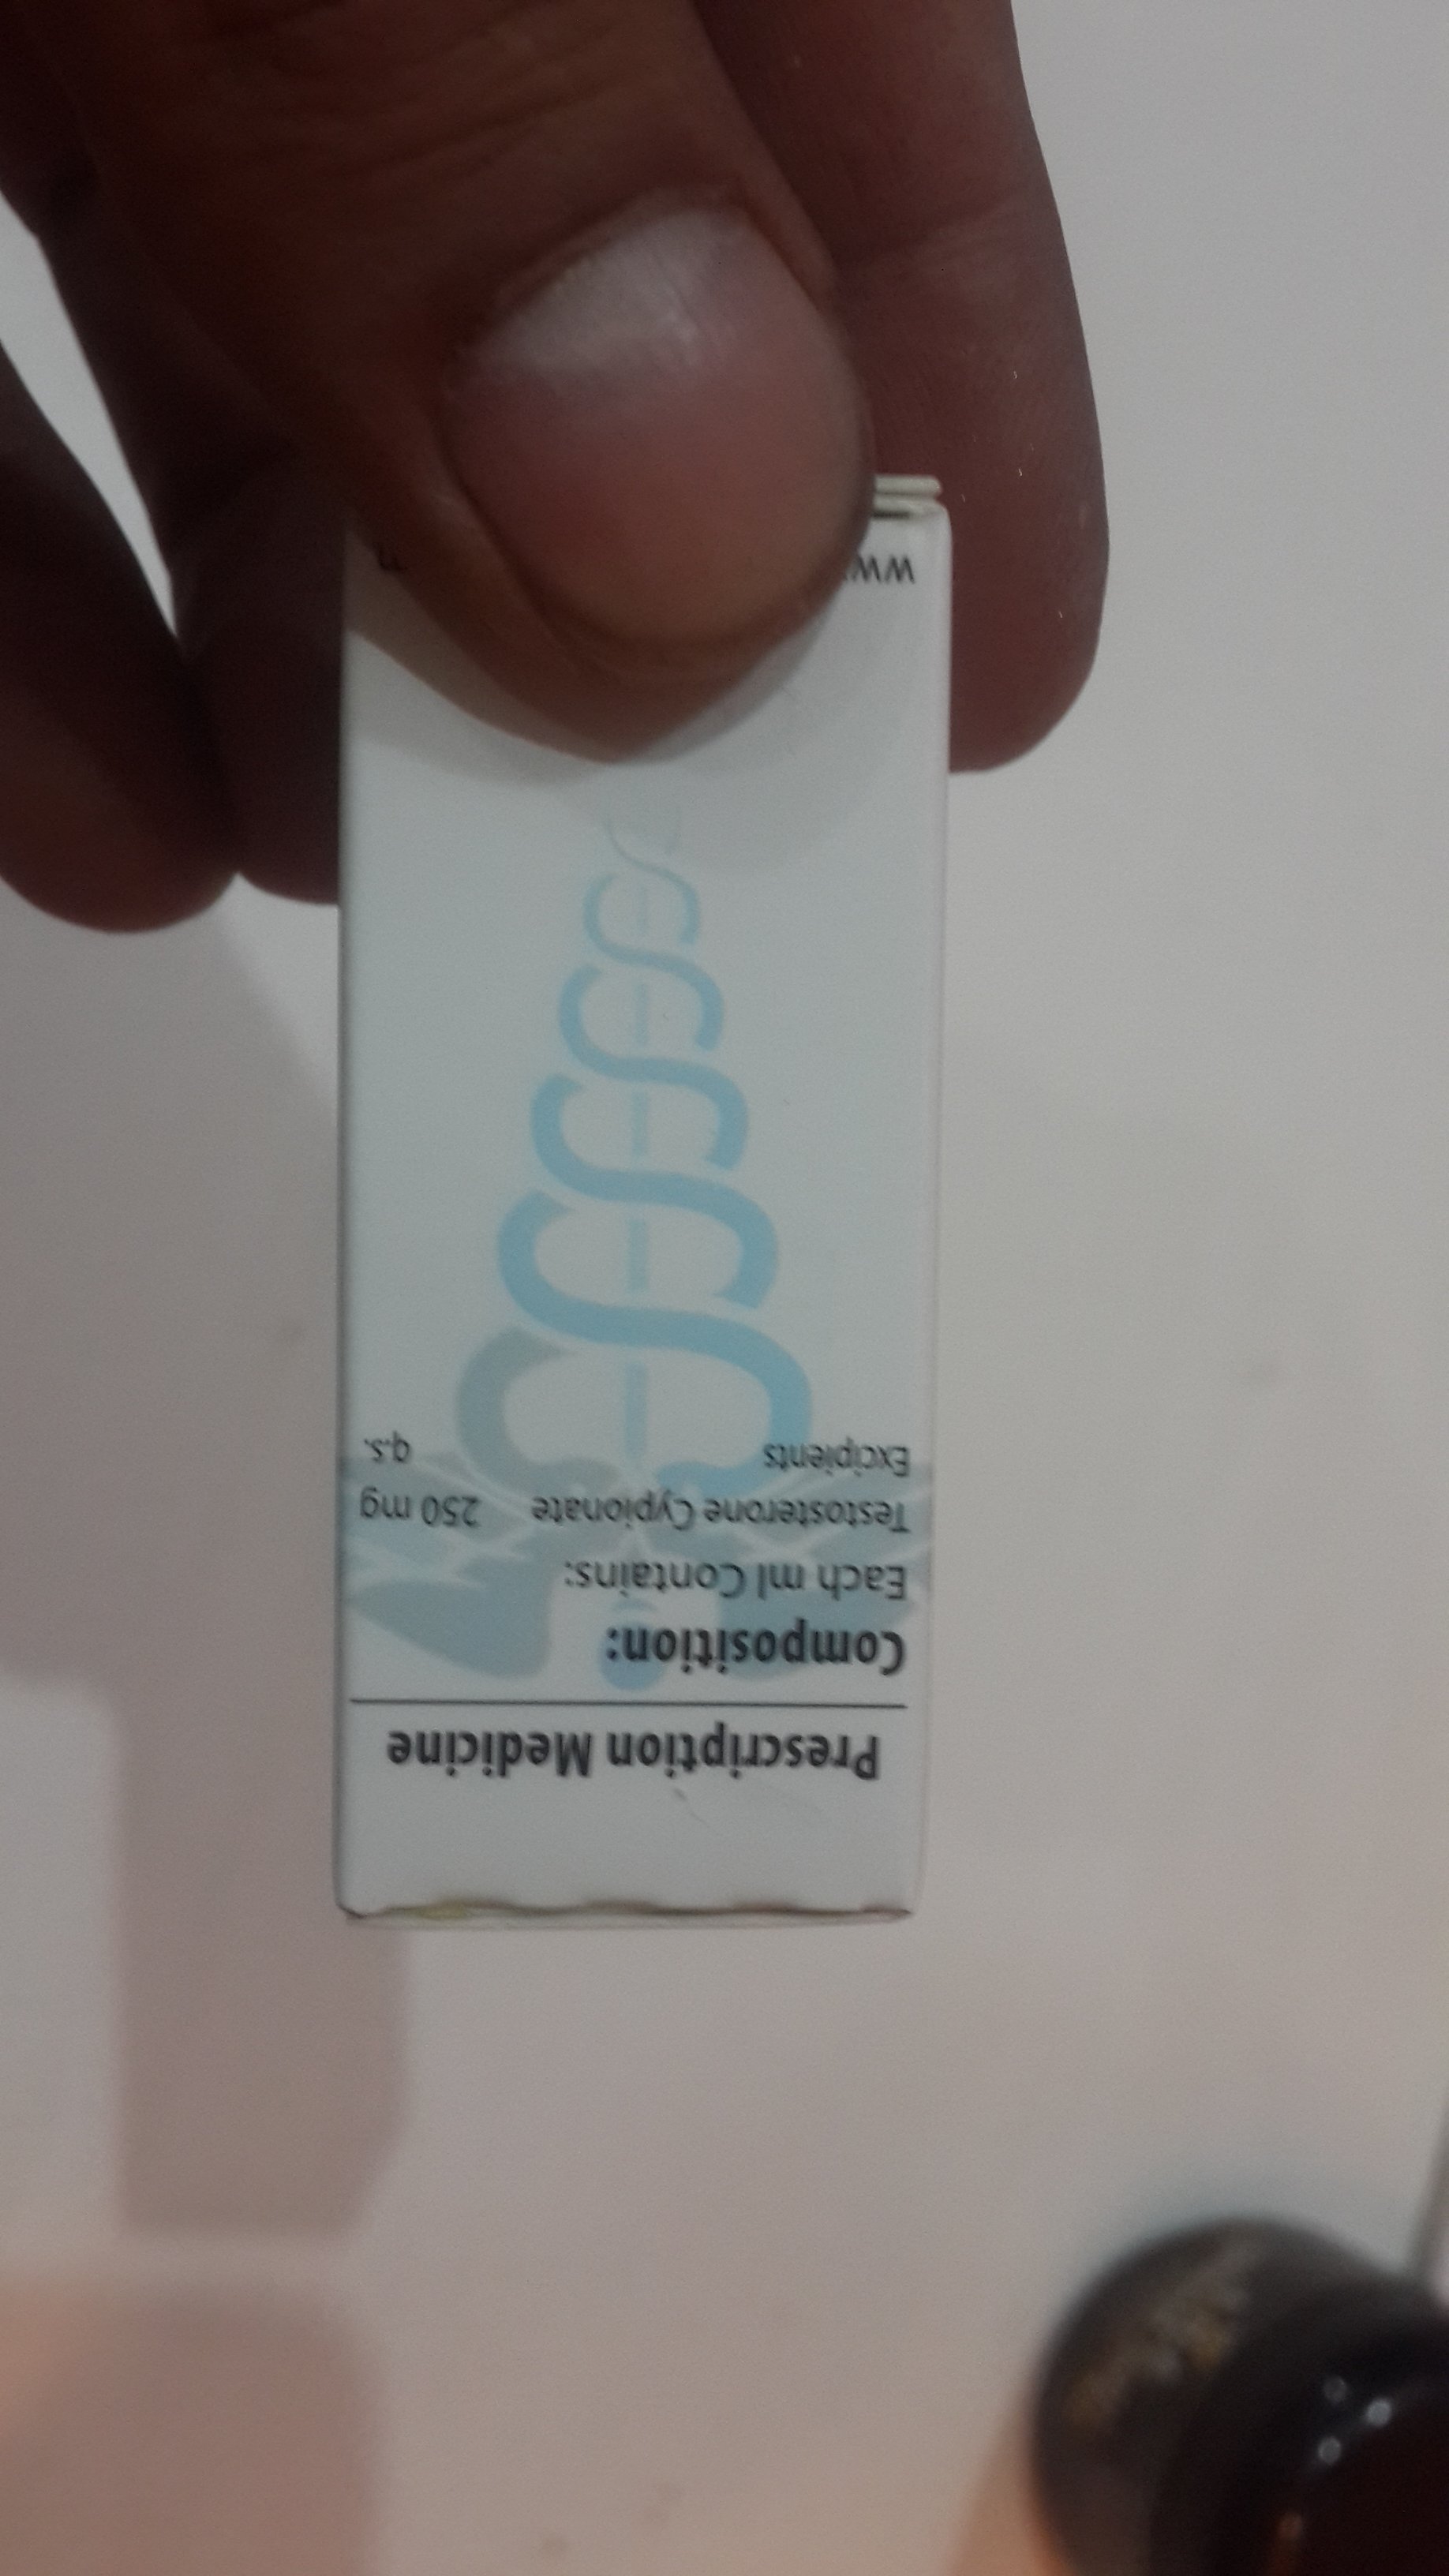 Prescription Medicine
Composition:
Each ml Contains:
Testosterone Cypionate 250 mg
Excipients q.s.